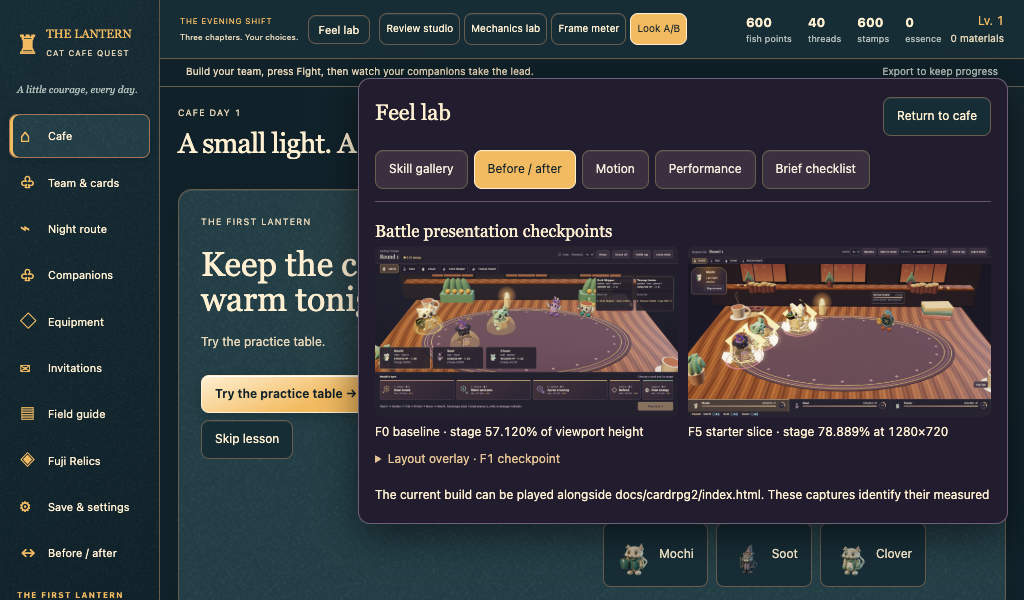 THE LANTERN
CAT CAFE QUEST
A little courage, every day.
Cafe
Team & cards
Night route
Companions
Equipment
Invitations
Field guide
Fuji Relics
Save & settings
Before / after
THE FIRST LANTERN
THE EVENING SHIFT
Three chapters. Your choices.
Feel lab
Review studio
Mechanics lab
Frame meter
Look A/B
600
fish points
40
threads
600
stamps
0
essence
Lv. 1
0 materials
Build your team, press Fight, then watch your companions take the lead.
Export to keep progress
CAFE DAY 1
A small light. A
THE FIRST LANTERN
Keep the c
warm tonig
Try the practice table.
Try the practice table →
Skip lesson
Feel lab
Return to cafe
Skill gallery
Before / after
Motion
Performance
Brief checklist
Battle presentation checkpoints
F0 baseline · stage 57.120% of viewport height
F5 starter slice · stage 78.889% at 1280×720
Layout overlay · F1 checkpoint
The current build can be played alongside docs/cardrpg2/index.html. These captures identify their measured
Mochi
Soot
Clover